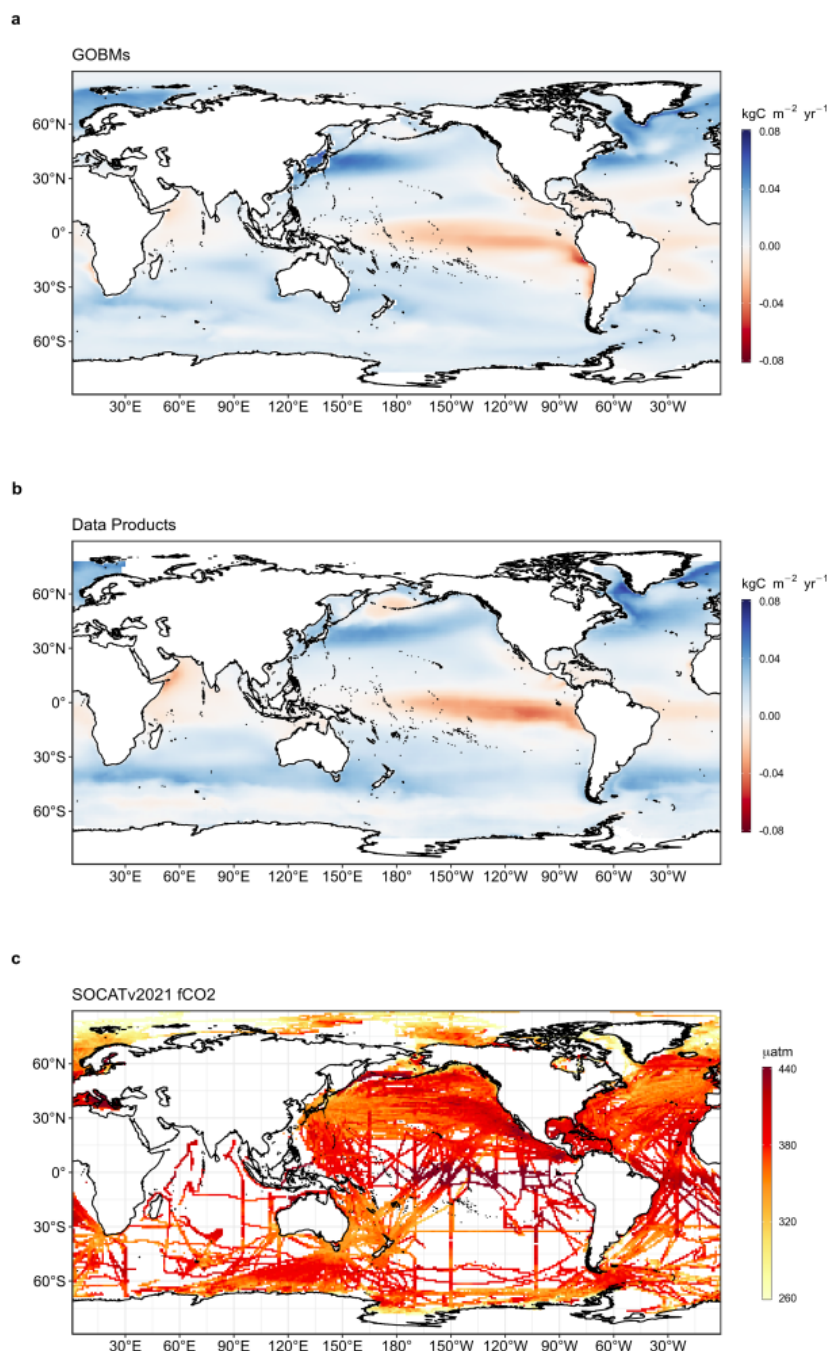 a
GOBMs
kgC m⁻² yr⁻¹
0.08
60°N
0.04
30°N
0°
0.00
30°S
-0.04
60°S
-0.08
30°E 60°E 90°E 120°E 150°E 180° 150°W 120°W 90°W 60°W 30°W
b
Data Products
kgC m⁻² yr⁻¹
0.08
60°N
0.04
30°N
0°
0.00
30°S
-0.04
60°S
-0.08
30°E 60°E 90°E 120°E 150°E 180° 150°W 120°W 90°W 60°W 30°W
c
SOCATv2021 fCO2
μatm
440
60°N
30°N
380
0°
320
30°S
60°S
260
30°E 60°E 90°E 120°E 150°E 180° 150°W 120°W 90°W 60°W 30°W